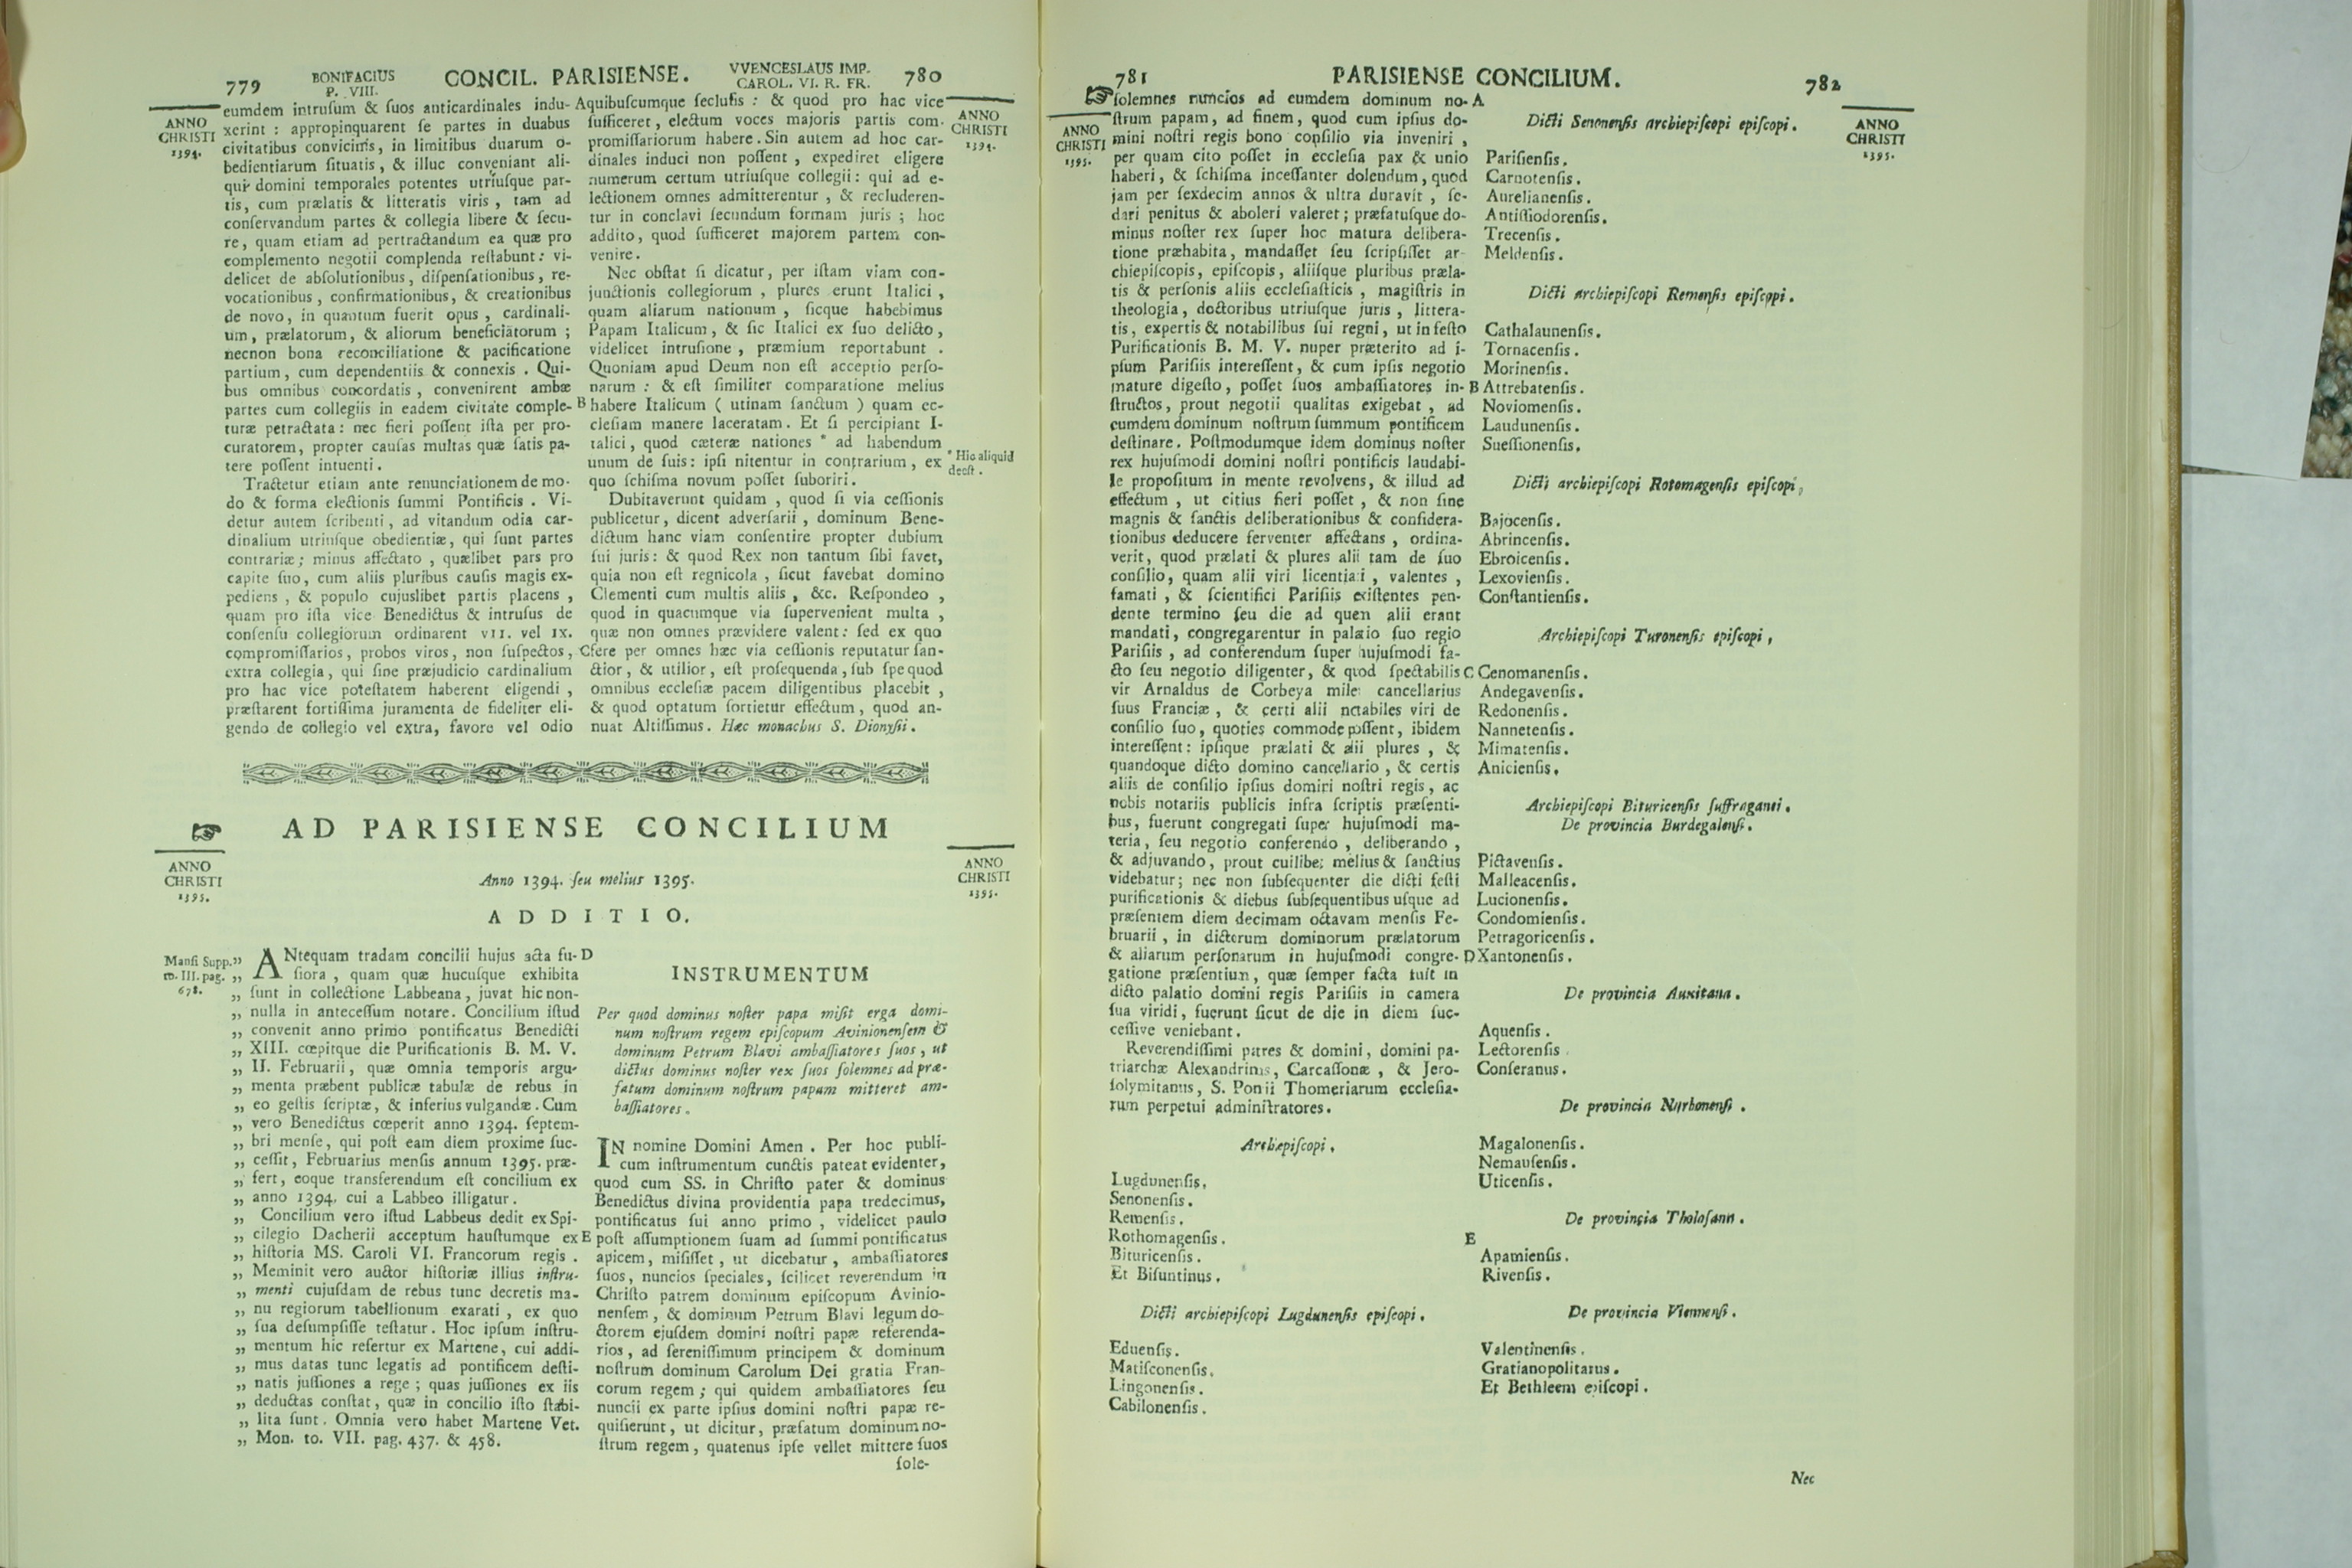 779
BONIFACIUS
P. VIII.
CONCIL. PARISIENSE.
VVENCESLAUS IMP.
CAROL. VI. R. FR.
780
ANNO
CHRISTI
1394.
eumdem intruſum & ſuos anticardinales indu-
xerint : appropinquarent ſe partes in duabus
civitatibus convicinis, in limitibus duarum o-
bedientiarum ſituatis, & illuc conveniant ali-
qui domini temporales potentes utriuſque par-
tis, cum prælatis & litteratis viris, tam ad
conſervandum partes & collegia libere & ſecu-
re, quam etiam ad pertractandum ea quæ pro
complemento negotii complenda reſtabunt : vi-
delicet de abſolutionibus, diſpenſationibus, re-
vocationibus, confirmationibus, & creationibus
de novo, in quantum fuerit opus, cardinali-
um, prælatorum, & aliorum beneficiatorum ;
necnon bona reconciliatione & pacificatione
partium, cum dependentiis & connexis. Qui-
bus omnibus concordatis, convenirent ambæ
partes cum collegiis in eadem civitate comple-
turæ petractata : nec fieri poſſent iſta per pro-
curatorem, propter cauſas multas quæ ſatis pa-
tere poſſent intuenti.
Tractetur etiam ante renunciationem de mo-
do & forma electionis ſummi Pontificis. Vi-
detur autem ſcribenti, ad vitandum odia car-
dinalium utriuſque obedientiæ, qui ſunt partes
contrariæ; minus affectato, quælibet pars pro
capite ſuo, cum aliis pluribus cauſis magis ex-
pediens, & populo cujuslibet partis placens,
quam pro iſta vice Benedictus & intruſus de
conſenſu collegiorum ordinarent VII. vel IX.
compromiſſarios, probos viros, non ſuſpectos,
extra collegia, qui ſine præjudicio cardinalium
pro hac vice poteſtatem haberent eligendi,
præſtarent fortiſſima juramenta de fideliter eli-
gendo de collegio vel extra, favore vel odio
A quibuſcumque ſecluſis : & quod pro hac vice
ſufficeret, electum voces majoris partis com-
promiſſariorum habere. Sin autem ad hoc car-
dinales induci non poſſent, expediret eligere
numerum certum utriuſque collegii : qui ad e-
lectionem omnes admitterentur, & recluderen-
tur in conclavi ſecundum formam juris ; hoc
addito, quod ſufficeret majorem partem con-
venire.
Nec obſtat ſi dicatur, per iſtam viam con-
junctionis collegiorum, plures erunt Italici,
quam aliarum nationum, ſicque habebimus
Papam Italicum, & ſic Italici ex ſuo delicto,
videlicet intruſione, præmium reportabunt.
Quoniam apud Deum non eſt acceptio perſo-
narum : & eſt ſimiliter comparatione melius
B habere Italicum ( utinam ſanctum ) quam ec-
cleſiam manere laceratam. Et ſi percipiant I-
talici, quod cæteræ nationes * ad habendum
unum de ſuis : ipſi nitentur in contrarium, ex
quo ſchiſma novum poſſet ſuboriri.
Dubitaverunt quidam, quod ſi via ceſſionis
publicetur, dicent adverſarii, dominum Bene-
dictum hanc viam conſentire propter dubium
ſui juris : & quod Rex non tantum ſibi favet,
quia non eſt regnicola, ſicut favebat domino
Clementi cum multis aliis, &c. Reſpondeo,
quod in quacumque via ſupervenient multa,
quæ non omnes prævidere valent : ſed ex quo
C fere per omnes hæc via ceſſionis reputatur ſan-
ctior, & utilior, eſt proſequenda, ſub ſpe quod
omnibus eccleſiæ pacem diligentibus placebit,
& quod optatum ſortietur effectum, quod an-
nuat Altiſſimus. Hæc monachus S. Dionyſii.
ANNO
CHRISTI
1394.
* Hic aliquid
deeſt.
☞ AD PARISIENSE CONCILIUM
ANNO
CHRISTI
1395.
Anno 1394. ſeu melius 1395.
ANNO
CHRISTI
1395.
ADDITIO.
Manſi Supp.
to. III. pag.
678.
„ ANtequam tradam concilii hujus acta fu-
„ ſiora, quam quæ hucuſque exhibita
„ ſunt in collectione Labbeana, juvat hic non-
„ nulla in anteceſſum notare. Concilium iſtud
„ convenit anno primo pontificatus Benedicti
„ XIII. cœpitque die Purificationis B. M. V.
„ II. Februarii, quæ omnia temporis argu-
„ menta præbent publicæ tabulæ de rebus in
„ eo geſtis ſcriptæ, & inferius vulgandæ. Cum
„ vero Benedictus cœperit anno 1394. ſeptem-
„ bri menſe, qui poſt eam diem proxime ſuc-
„ ceſſit, Februarius menſis annum 1395. præ-
„ fert, eoque transferendum eſt concilium ex
„ anno 1394. cui a Labbeo illigatur.
„ Concilium vero iſtud Labbeus dedit ex Spi-
„ cilegio Dacherii acceptum hauſtumque ex
„ hiſtoria MS. Caroli VI. Francorum regis.
„ Meminit vero auctor hiſtoriæ illius inſtru-
„ menti cujuſdam de rebus tunc decretis ma-
„ nu regiorum tabellionum exarati, ex quo
„ ſua deſumpſiſſe teſtatur. Hoc ipſum inſtru-
„ mentum hic refertur ex Martene, cui addi-
„ mus datas tunc legatis ad pontificem deſti-
„ natis juſſiones a rege ; quas juſſiones ex iis
„ deductas conſtat, quæ in concilio iſto ſtabi-
„ lita ſunt. Omnia vero habet Martene Vet.
„ Mon. to. VII. pag. 437. & 458.
D
INSTRUMENTUM
Per quod dominus noſter papa miſit erga domi-
num noſtrum regem epiſcopum Avinionenſem &
dominum Petrum Blavi ambaſſiatores ſuos, ut
dictus dominus noſter rex ſuos ſolemnes ad præ-
fatum dominum noſtrum papam mitteret am-
baſſiatores.
IN nomine Domini Amen. Per hoc publi-
cum inſtrumentum cunctis pateat evidenter,
quod cum SS. in Chriſto pater & dominus
Benedictus divina providentia papa tredecimus,
pontificatus ſui anno primo, videlicet paulo
E poſt aſſumptionem ſuam ad ſummi pontificatus
apicem, miſiſſet, ut dicebatur, ambaſſiatores
ſuos, nuncios ſpeciales, ſcilicet reverendum in
Chriſto patrem dominum epiſcopum Avinio-
nenſem, & dominum Petrum Blavi legum do-
ctorem ejuſdem domini noſtri papæ referenda-
rios, ad ſereniſſimum principem & dominum
noſtrum dominum Carolum Dei gratia Fran-
corum regem ; qui quidem ambaſſiatores ſeu
nuncii ex parte ipſius domini noſtri papæ re-
quiſierunt, ut dicitur, præfatum dominum no-
ſtrum regem, quatenus ipſe vellet mittere ſuos
ſole-
781
PARISIENSE CONCILIUM.
782
ANNO
CHRISTI
1395.
☞ ſolemnes nuncios ad eumdem dominum no-
ſtrum papam, ad finem, quod cum ipſius do-
mini noſtri regis bono conſilio via inveniri,
per quam cito poſſet in eccleſia pax & unio
haberi, & ſchiſma inceſſanter dolendum, quod
jam per ſexdecim annos & ultra duravit, ſe-
dari penitus & aboleri valeret ; præfatuſque do-
minus noſter rex ſuper hoc matura delibera-
tione præhabita, mandaſſet ſeu ſcripſiſſet ar-
chiepiſcopis, epiſcopis, aliiſque pluribus præla-
tis & perſonis aliis eccleſiaſticis, magiſtris in
theologia, doctoribus utriuſque juris, littera-
tis, expertis & notabilibus ſui regni, ut in feſto
Purificationis B. M. V. nuper præterito ad i-
pſum Pariſiis intereſſent, & cum ipſis negotio
mature digeſto, poſſet ſuos ambaſſiatores in-
ſtructos, prout negotii qualitas exigebat, ad
eumdem dominum noſtrum ſummum pontificem
deſtinare. Poſtmodumque idem dominus noſter
rex hujuſmodi domini noſtri pontificis laudabi-
le propoſitum in mente revolvens, & illud ad
effectum, ut citius fieri poſſet, & non ſine
magnis & ſanctis deliberationibus & conſidera-
tionibus deducere ferventer affectans, ordina-
verit, quod prælati & plures alii tam de ſuo
conſilio, quam alii viri licentiati, valentes,
famati, & ſcientifici Pariſiis exiſtentes pen-
dente termino ſeu die ad quen alii erant
mandati, congregarentur in palatio ſuo regio
Pariſiis, ad conferendum ſuper hujuſmodi fa-
cto ſeu negotio diligenter, & quod ſpectabilis
vir Arnaldus de Corbeya miles cancellarius
ſuus Franciæ, & certi alii notabiles viri de
conſilio ſuo, quoties commode poſſent, ibidem
intereſſent : ipſique prælati & alii plures, &
quandoque dicto domino cancellario, & certis
aliis de conſilio ipſius domini noſtri regis, ac
nobis notariis publicis infra ſcriptis præſenti-
bus, fuerunt congregati ſuper hujuſmodi ma-
teria, ſeu negotio conferendo, deliberando,
& adjuvando, prout cuilibet melius & ſanctius
videbatur ; nec non ſubſequenter die dicti feſti
purificationis & diebus ſubſequentibus uſque ad
præſentem diem decimam octavam menſis Fe-
bruarii, in dictorum dominorum prælatorum
& aliarum perſonarum in hujuſmodi congre-
gatione præſentium, quæ ſemper facta fuit in
dicto palatio domini regis Pariſiis in camera
ſua viridi, fuerunt ſicut de die in diem ſuc-
ceſſive veniebant.
Reverendiſſimi patres & domini, domini pa-
triarchæ Alexandrinus, Carcaſſonæ, & Jero-
ſolymitanus, S. Pontii Thomeriarum eccleſia-
rum perpetui adminiſtratores.
Archiepiſcopi,
Lugdunenſis,
Senonenſis.
Remenſis.
Rothomagenſis.
Bituricenſis.
Et Biſuntinus.
Dicti archiepiſcopi Lugdunenſis epiſcopi.
Eduenſis.
Matiſconenſis.
Lingonenſis.
Cabilonenſis.
A
Dicti Senonenſis archiepiſcopi epiſcopi.
ANNO
CHRISTI
1395.
Pariſienſis.
Carnotenſis.
Aurelianenſis.
Antiſſiodorenſis.
Trecenſis.
Meldenſis.
Dicti archiepiſcopi Remenſis epiſcopi.
Cathalaunenſis.
Tornacenſis.
Morinenſis.
B Attrebatenſis.
Noviomenſis.
Laudunenſis.
Sueſſionenſis.
Dicti archiepiſcopi Rotomagenſis epiſcopi,
Bajocenſis.
Abrincenſis.
Ebroicenſis.
Lexovienſis.
Conſtantienſis.
Archiepiſcopi Turonenſis epiſcopi,
C Cenomanenſis.
Andegavenſis.
Redonenſis.
Nannetenſis.
Mimatenſis.
Anicienſis.
Archiepiſcopi Bituricenſis ſuffraganei.
De provincia Burdegalenſi.
Pictavenſis.
Malleacenſis.
Lucionenſis.
Condomienſis.
Petragoricenſis.
D Xantonenſis.
De provincia Auxitana.
Aquenſis.
Lectorenſis.
Conſeranus.
De provincia Narbonenſi.
Magalonenſis.
Nemauſenſis.
Uticenſis.
De provincia Tholoſana.
E
Apamienſis.
Rivenſis.
De provincia Viennenſi.
Valentinenſis.
Gratianopolitanus.
Et Bethleem epiſcopi.
Nec